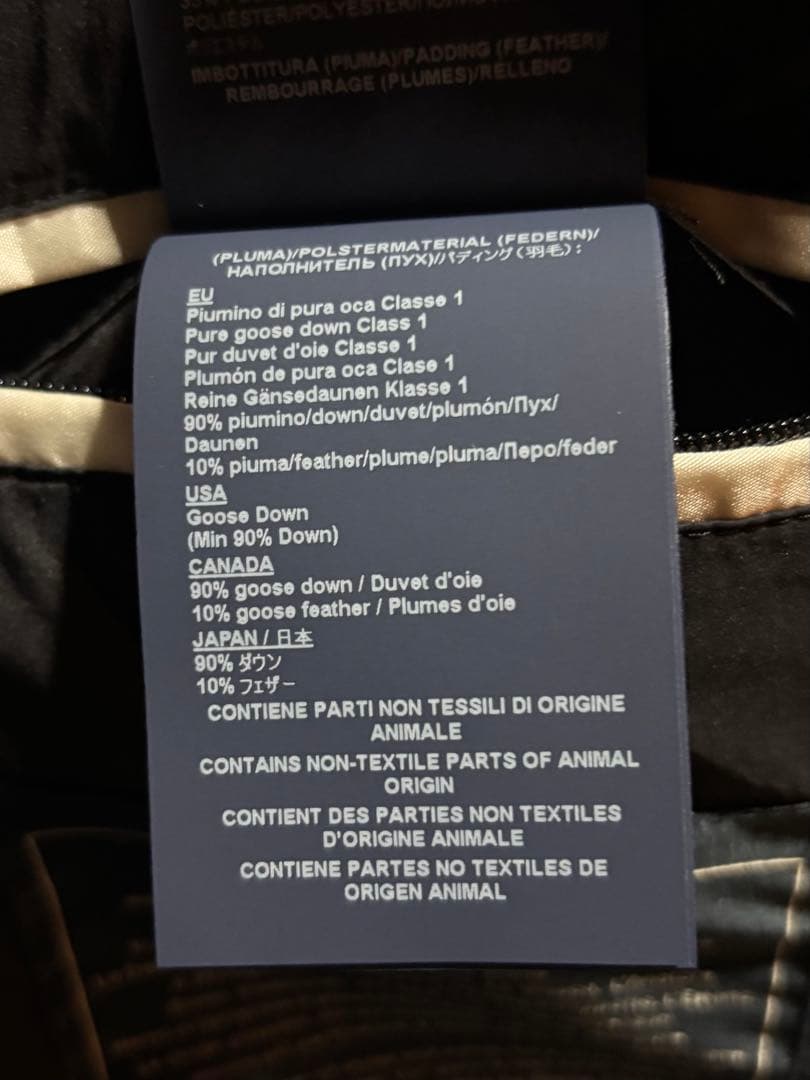 POLIESTER/POLYESTER/
IMBOTTITURA (PIUMA)/PADDING (FEATHER)/
REMBOURRAGE (PLUMES)/RELLENO
(PLUMA)/POLSTERMATERIAL (FEDERN)/
НАПОЛНИТЕЛЬ (ПУХ)/パディング(羽毛):
EU
Piumino di pura oca Classe 1
Pure goose down Class 1
Pur duvet d'oie Classe 1
Plumón de pura oca Clase 1
Reine Gänsedaunen Klasse 1
90% piumino/down/duvet/plumón/Пух/
Daunen
10% piuma/feather/plume/pluma/Перо/feder
USA
Goose Down
(Min 90% Down)
CANADA
90% goose down / Duvet d'oie
10% goose feather / Plumes d'oie
JAPAN / 日本
90% ダウン
10% フェザー
CONTIENE PARTI NON TESSILI DI ORIGINE
ANIMALE
CONTAINS NON-TEXTILE PARTS OF ANIMAL
ORIGIN
CONTIENT DES PARTIES NON TEXTILES
D'ORIGINE ANIMALE
CONTIENE PARTES NO TEXTILES DE
ORIGEN ANIMAL